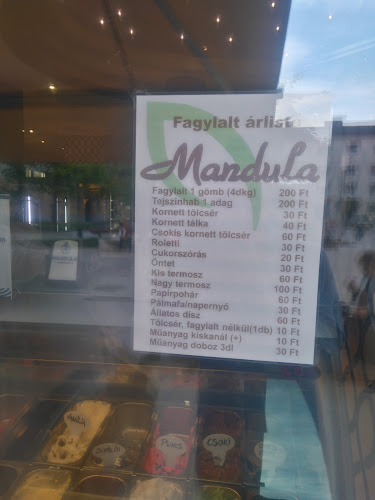 Fagylalt árlista
Mandula
Fagylalt 1 gömb (4dkg) 200 Ft
Tejszínhab 1 adag 200 Ft
Kornett tölcsér 30 Ft
Kornett tálka 40 Ft
Csokis kornett tölcsér 60 Ft
Roletti 30 Ft
Cukorszórás 20 Ft
Öntet 30 Ft
Kis termosz 60 Ft
Nagy termosz 100 Ft
Papírpohár 60 Ft
Pálmafa/napernyő 30 Ft
Állatos dísz 60 Ft
Tölcsér, fagylalt nélkül(1db) 10 Ft
Műanyag kiskanál (+) 10 Ft
Műanyag doboz 3dl 30 Ft
PUNCS
CSOKI